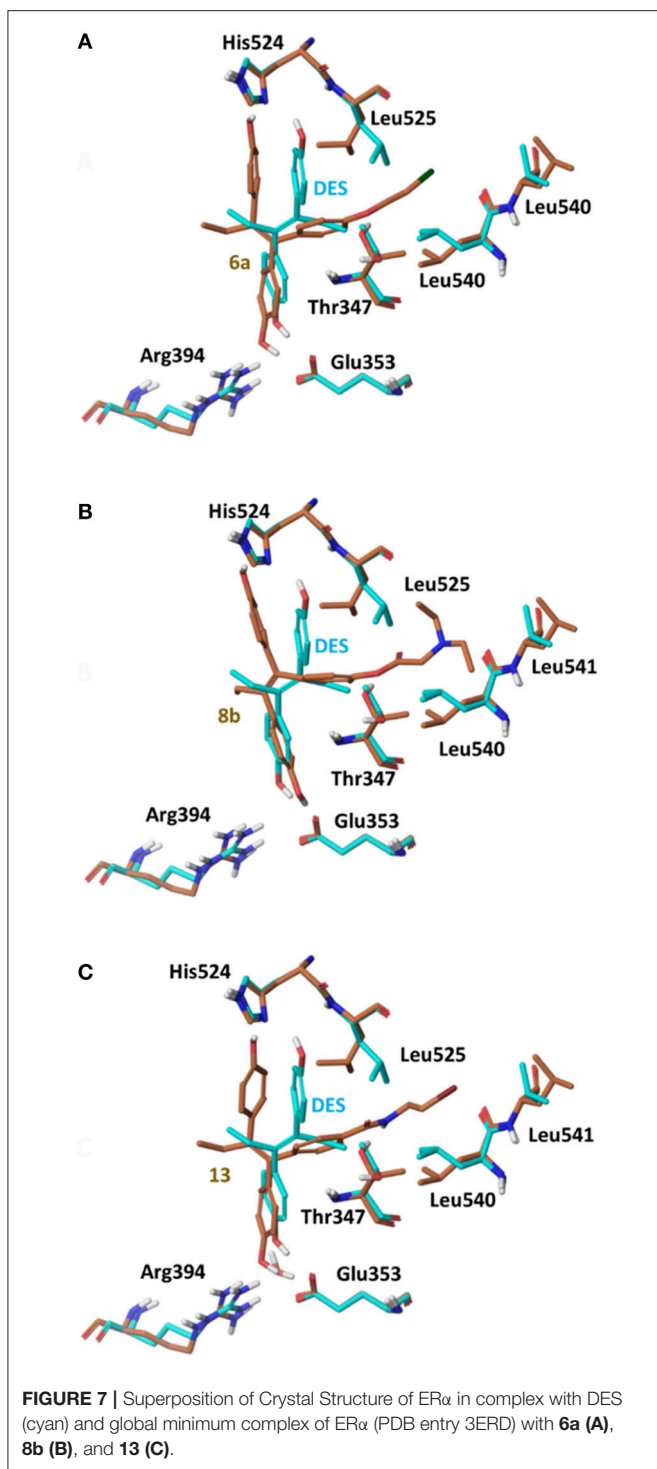 A
His524
Leu525
DES
Leu540
6a
Leu540
Thr347
Arg394
Glu353
B
His524
Leu525
DES
Leu541
8b
Leu540
Thr347
Arg394
Glu353
C
His524
Leu525
DES
Leu541
13
Leu540
Thr347
Arg394
Glu353
FIGURE 7 | Superposition of Crystal Structure of ERα in complex with DES
(cyan) and global minimum complex of ERα (PDB entry 3ERD) with 6a (A),
8b (B), and 13 (C).
A
B
C